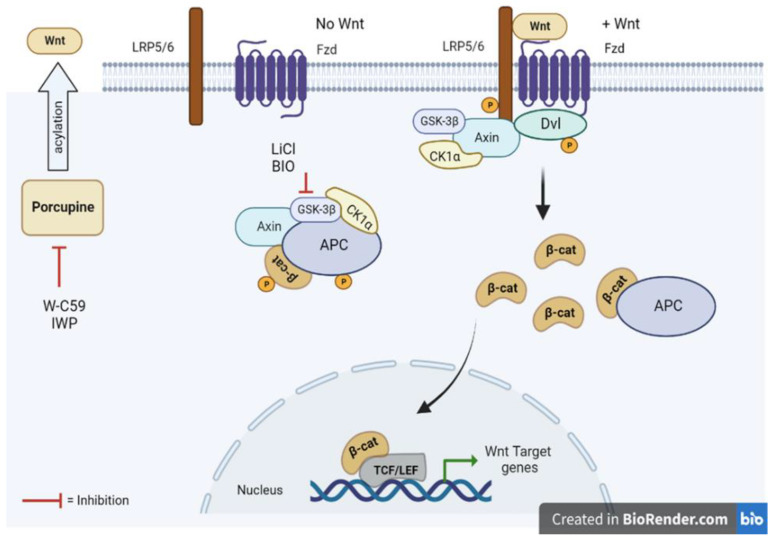 Wnt
acylation
Porcupine
W-C59
IWP
LRP5/6
No Wnt
Fzd
LiCl
BIO
GSK-3β
CK1α
Axin
APC
β-cat
P
P
LRP5/6
Wnt
+ Wnt
Fzd
P
GSK-3β
Axin
Dvl
CK1α
P
β-cat
β-cat
β-cat
β-cat
APC
β-cat
TCF/LEF
Wnt Target
genes
Nucleus
= Inhibition
Created in BioRender.com bio